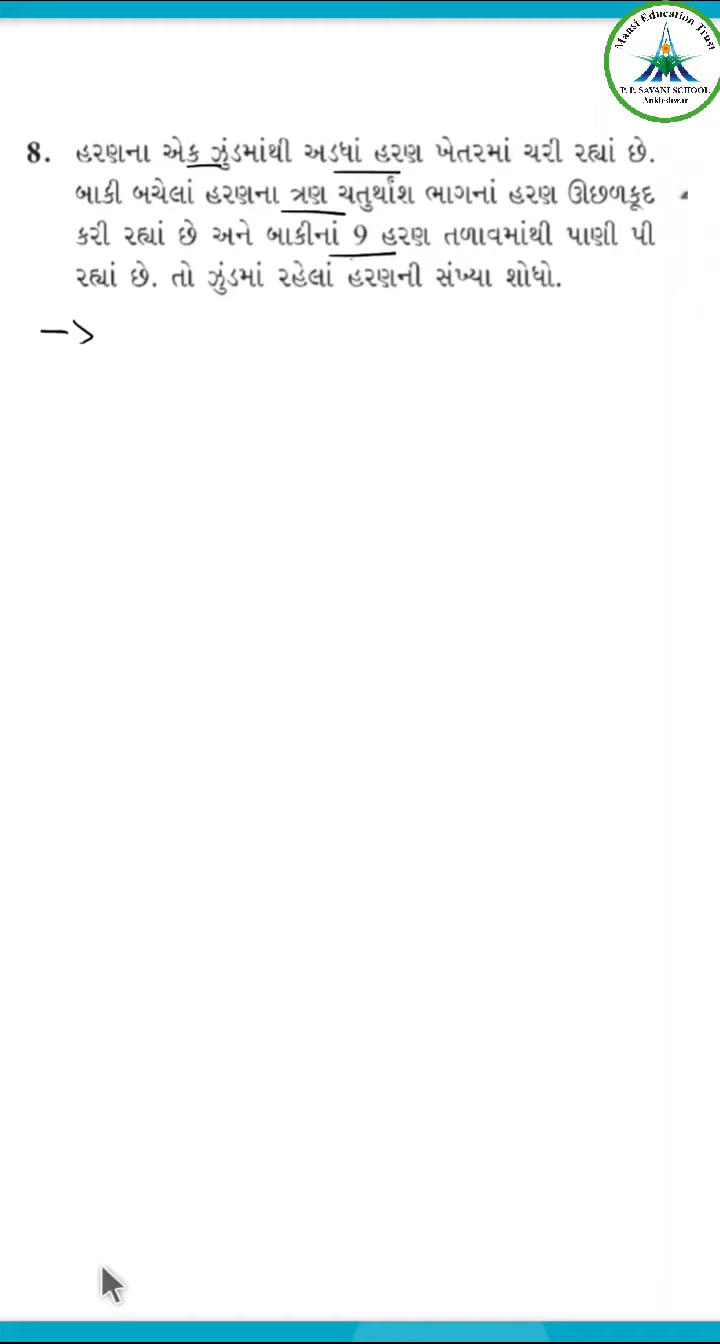 Mansi Education Trust
P. P. SAVANI SCHOOL
Ankleshwar
8. હરણના એક ઝુંડમાંથી અડધાં હરણ ખેતરમાં ચરી રહ્યાં છે.
બાકી બચેલાં હરણના ત્રણ ચતુર્થાંશ ભાગનાં હરણ ઊછળકૂદ
કરી રહ્યાં છે અને બાકીનાં 9 હરણ તળાવમાંથી પાણી પી
રહ્યાં છે. તો ઝુંડમાં રહેલાં હરણની સંખ્યા શોધો.
→